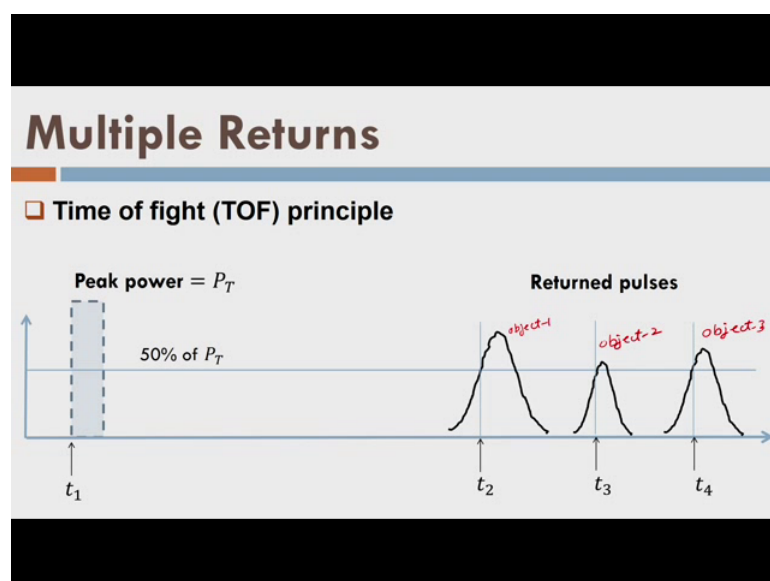 Multiple Returns
Time of fight (TOF) principle
Peak power = P_T
Returned pulses
50% of P_T
object-1
object-2
object-3
t_1
t_2
t_3
t_4